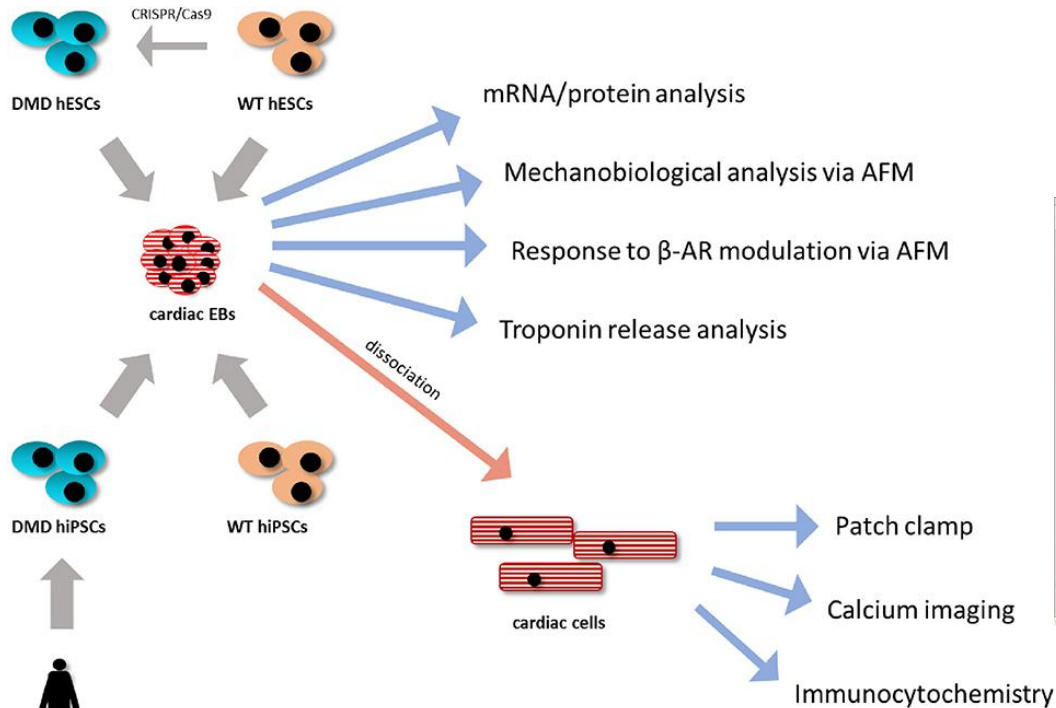 CRISPR/Cas9
DMD hESCs
WT hESCs
mRNA/protein analysis
Mechanobiological analysis via AFM
Response to β-AR modulation via AFM
Troponin release analysis
cardiac EBs
dissociation
DMD hiPSCs
WT hiPSCs
cardiac cells
Patch clamp
Calcium imaging
Immunocytochemistry